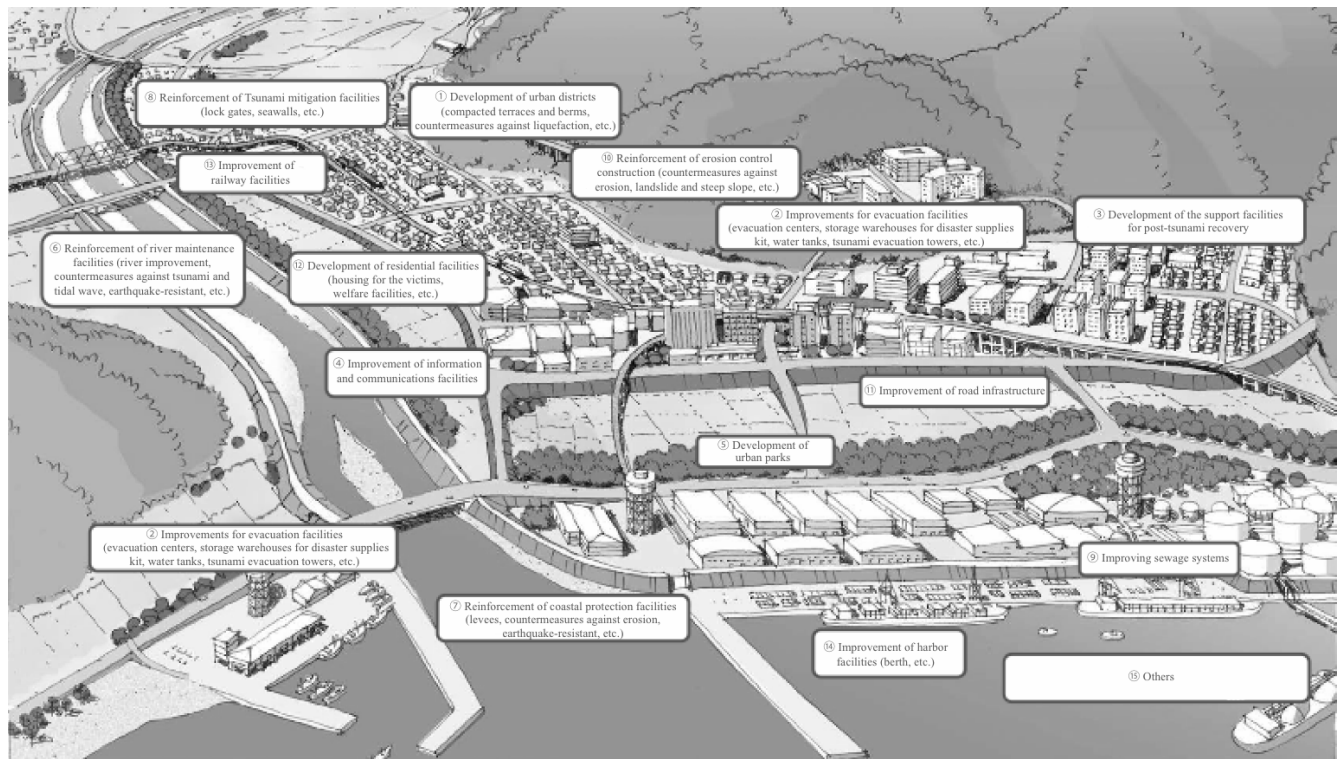 ⑧ Reinforcement of Tsunami mitigation facilities
(lock gates, seawalls, etc.)
① Development of urban districts
(compacted terraces and berms,
countermeasures against liquefaction, etc.)
⑬ Improvement of
railway facilities
⑩ Reinforcement of erosion control
construction (countermeasures against
erosion, landslide and steep slope, etc.)
② Improvements for evacuation facilities
(evacuation centers, storage warehouses for disaster supplies
kit, water tanks, tsunami evacuation towers, etc.)
③ Development of the support facilities
for post-tsunami recovery
⑥ Reinforcement of river maintenance
facilities (river improvement,
countermeasures against tsunami and
tidal wave, earthquake-resistant, etc.)
⑫ Development of residential facilities
(housing for the victims,
welfare facilities, etc.)
④ Improvement of information
and communications facilities
⑪ Improvement of road infrastructure
⑤ Development of
urban parks
② Improvements for evacuation facilities
(evacuation centers, storage warehouses for disaster supplies
kit, water tanks, tsunami evacuation towers, etc.)
⑨ Improving sewage systems
⑦ Reinforcement of coastal protection facilities
(levees, countermeasures against erosion,
earthquake-resistant, etc.)
⑭ Improvement of harbor
facilities (berth, etc.)
⑮ Others